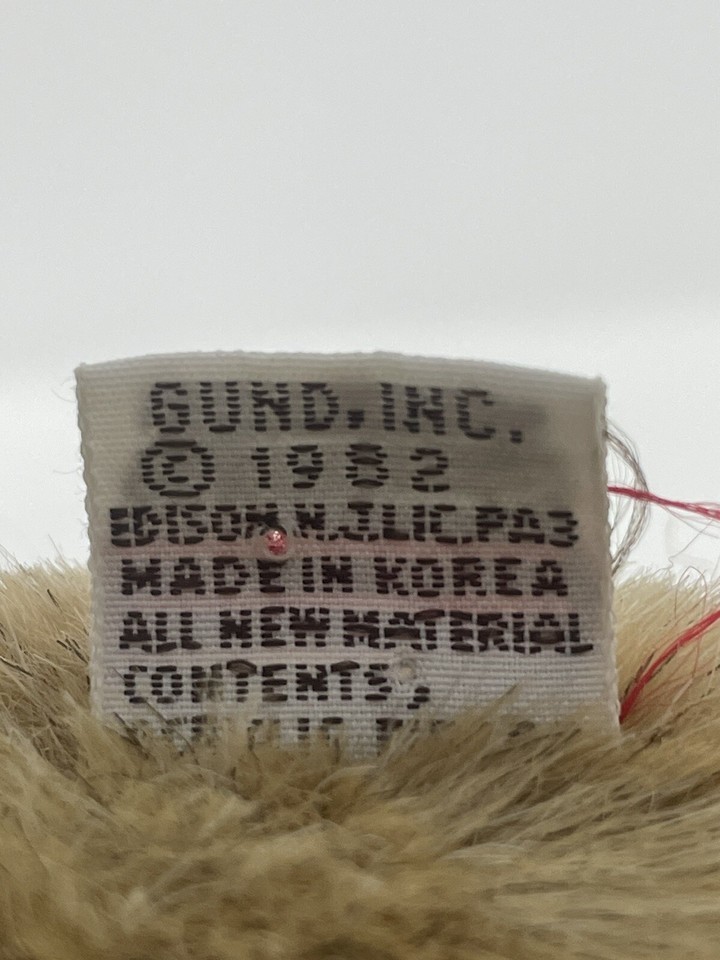 GUND, INC.
© 1982
EDISON, N.J. LIC. PA3
MADE IN KOREA
ALL NEW MATERIAL
CONTENTS;